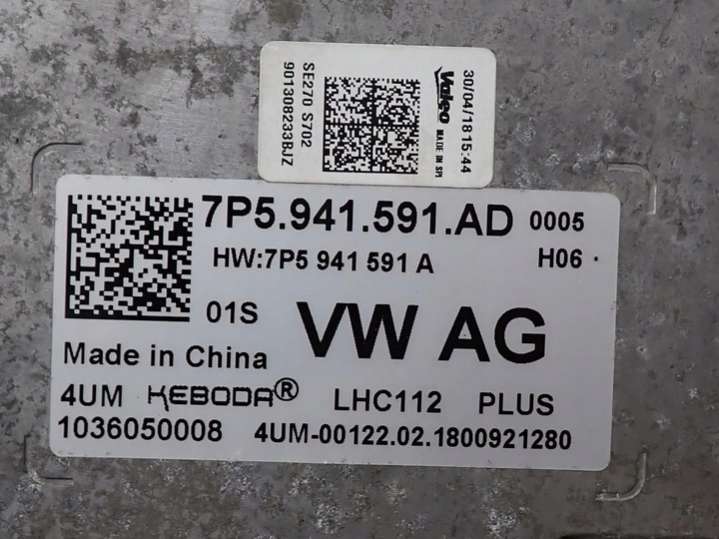 30/04/18 15:44
Valeo MADE IN SPA
SE270 S702
901308233BJZ
7P5.941.591.AD 0005
HW:7P5 941 591 A H06
01S VW AG
Made in China
4UM KEBODA® LHC112 PLUS
1036050008 4UM-00122.02.1800921280